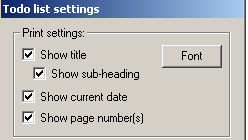 Todo list settings
Print settings:
Show title
Font
Show sub-heading
Show current date
Show page number(s)